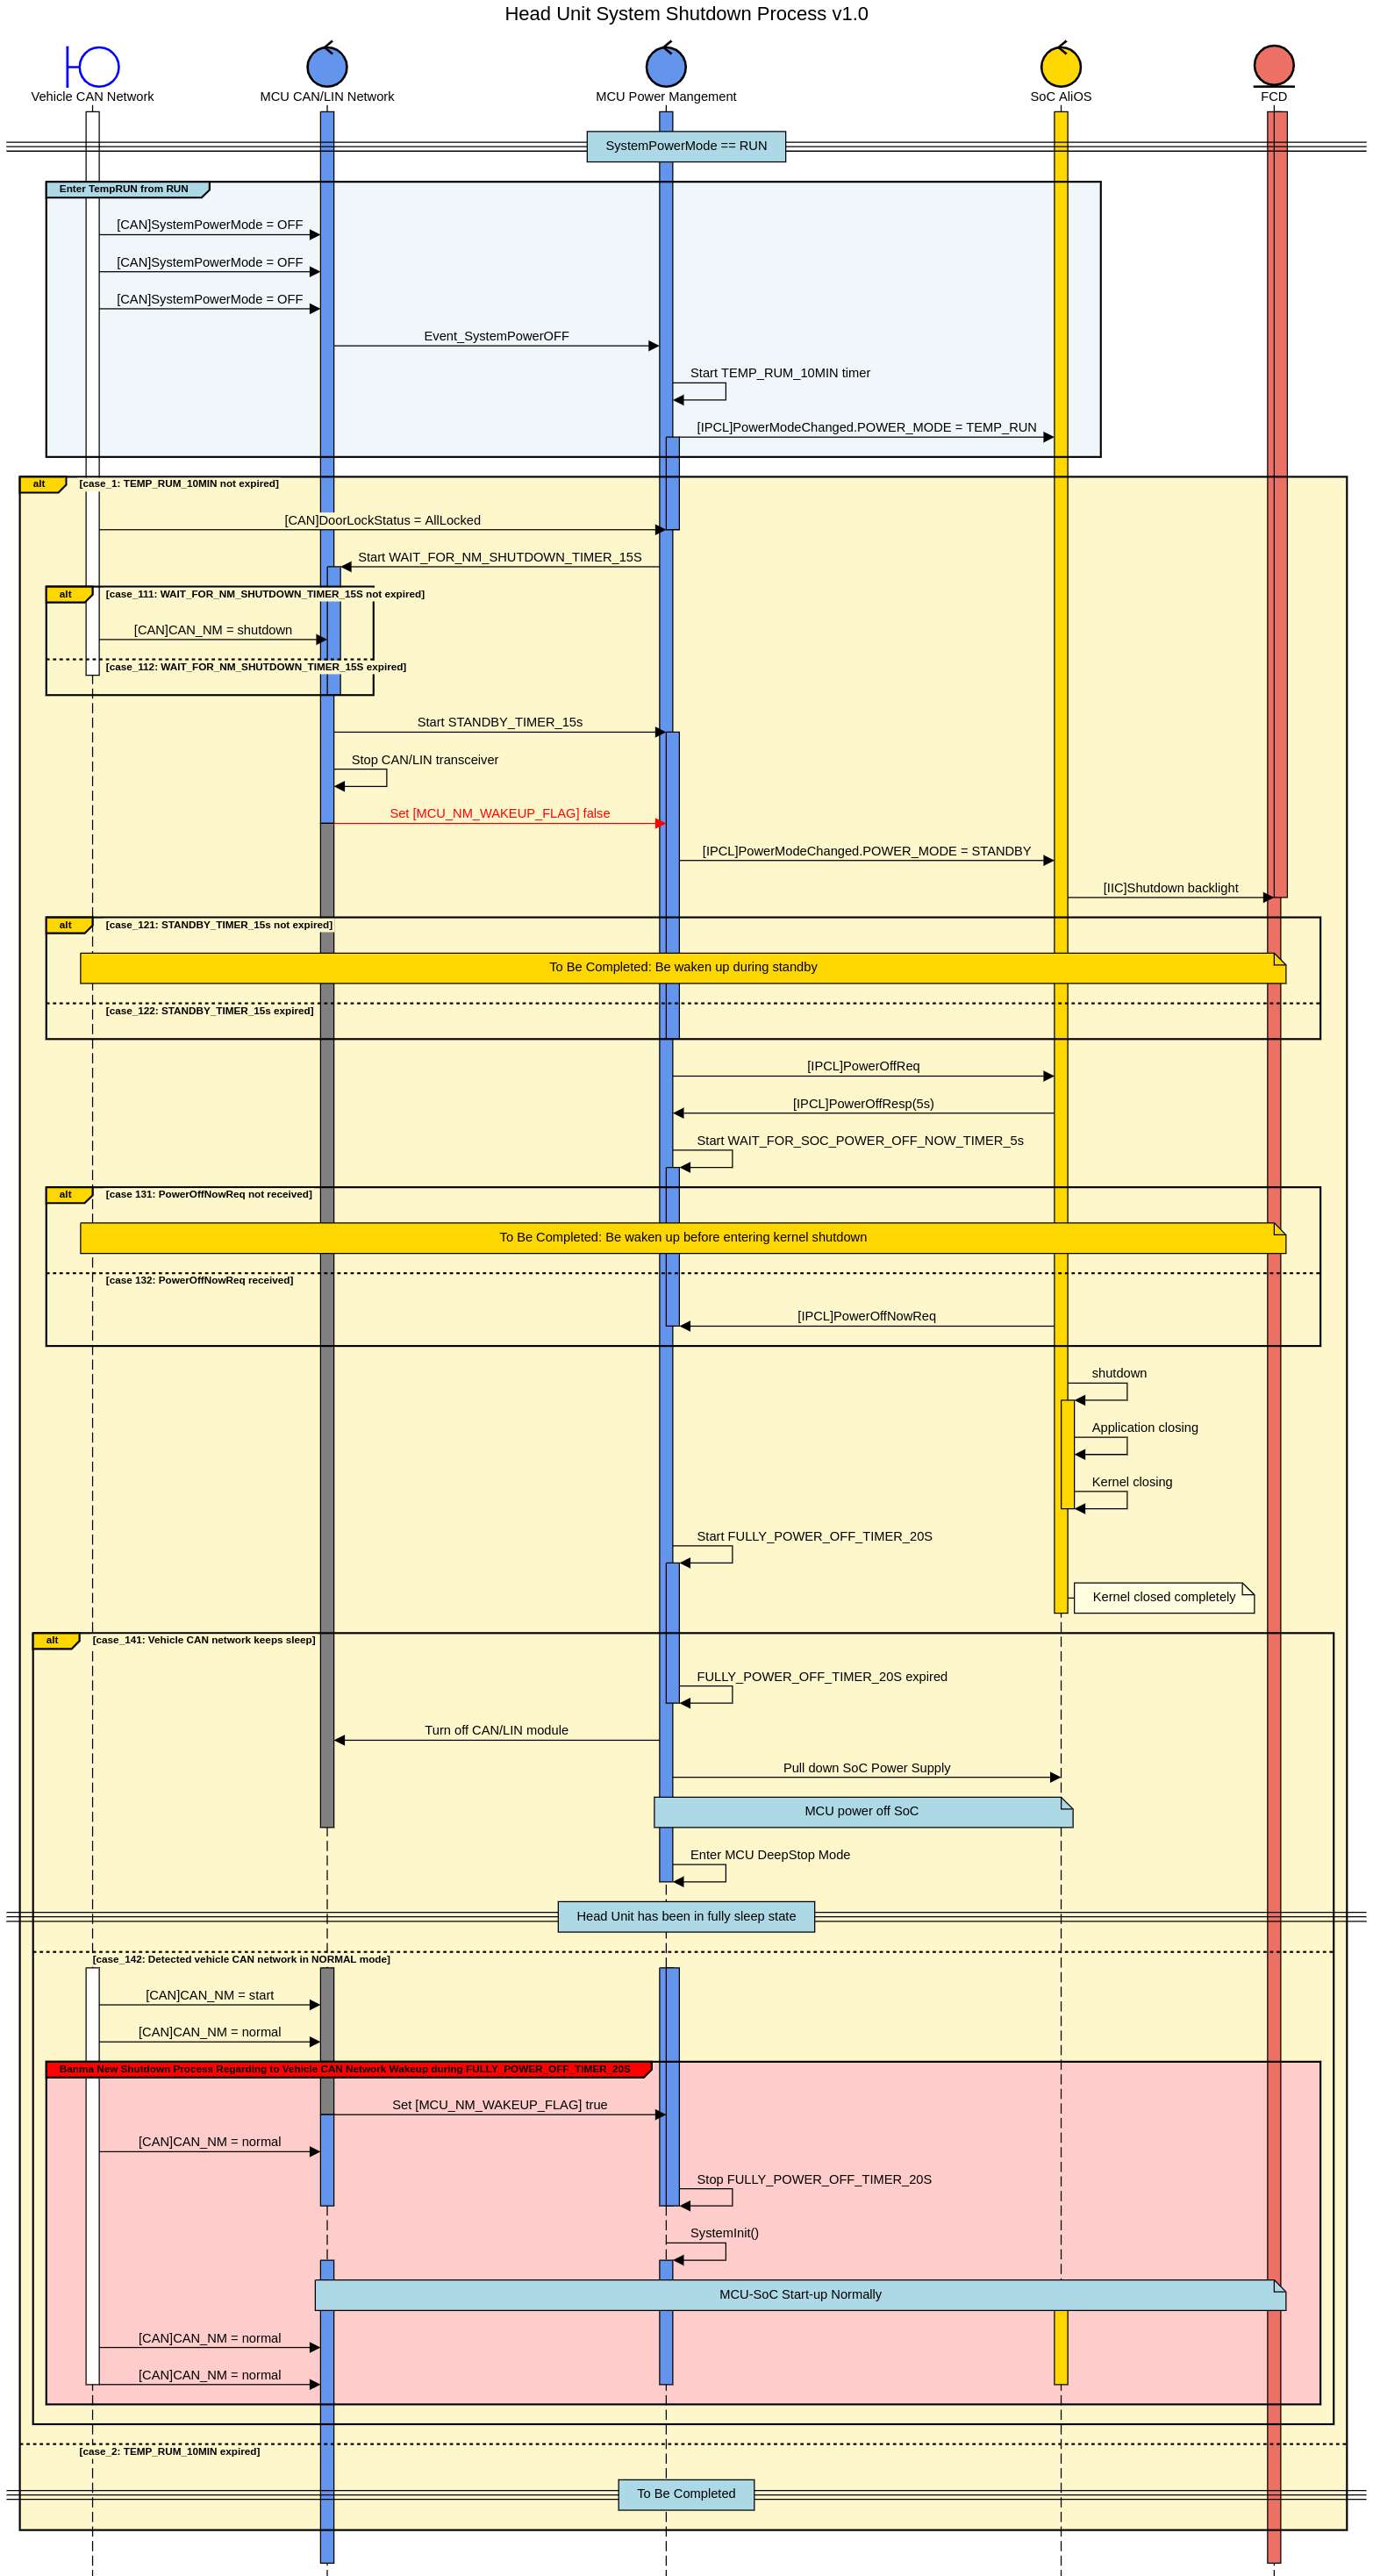 Head Unit System Shutdown Process v1.0
Vehicle CAN Network
MCU CAN/LIN Network
MCU Power Mangement
SoC AliOS
FCD
SystemPowerMode == RUN
Enter TempRUN from RUN
[CAN]SystemPowerMode = OFF
[CAN]SystemPowerMode = OFF
[CAN]SystemPowerMode = OFF
Event_SystemPowerOFF
Start TEMP_RUM_10MIN timer
[IPCL]PowerModeChanged.POWER_MODE = TEMP_RUN
alt
[case_1: TEMP_RUM_10MIN not expired]
[CAN]DoorLockStatus = AllLocked
Start WAIT_FOR_NM_SHUTDOWN_TIMER_15S
alt
[case_111: WAIT_FOR_NM_SHUTDOWN_TIMER_15S not expired]
[CAN]CAN_NM = shutdown
[case_112: WAIT_FOR_NM_SHUTDOWN_TIMER_15S expired]
Start STANDBY_TIMER_15s
Stop CAN/LIN transceiver
Set [MCU_NM_WAKEUP_FLAG] false
[IPCL]PowerModeChanged.POWER_MODE = STANDBY
[IIC]Shutdown backlight
alt
[case_121: STANDBY_TIMER_15s not expired]
To Be Completed: Be waken up during standby
[case_122: STANDBY_TIMER_15s expired]
[IPCL]PowerOffReq
[IPCL]PowerOffResp(5s)
Start WAIT_FOR_SOC_POWER_OFF_NOW_TIMER_5s
alt
[case 131: PowerOffNowReq not received]
To Be Completed: Be waken up before entering kernel shutdown
[case 132: PowerOffNowReq received]
[IPCL]PowerOffNowReq
shutdown
Application closing
Kernel closing
Start FULLY_POWER_OFF_TIMER_20S
Kernel closed completely
alt
[case_141: Vehicle CAN network keeps sleep]
FULLY_POWER_OFF_TIMER_20S expired
Turn off CAN/LIN module
Pull down SoC Power Supply
MCU power off SoC
Enter MCU DeepStop Mode
Head Unit has been in fully sleep state
[case_142: Detected vehicle CAN network in NORMAL mode]
[CAN]CAN_NM = start
[CAN]CAN_NM = normal
Banma New Shutdown Process Regarding to Vehicle CAN Network Wakeup during FULLY_POWER_OFF_TIMER_20S
Set [MCU_NM_WAKEUP_FLAG] true
[CAN]CAN_NM = normal
Stop FULLY_POWER_OFF_TIMER_20S
SystemInit()
MCU-SoC Start-up Normally
[CAN]CAN_NM = normal
[CAN]CAN_NM = normal
[case_2: TEMP_RUM_10MIN expired]
To Be Completed